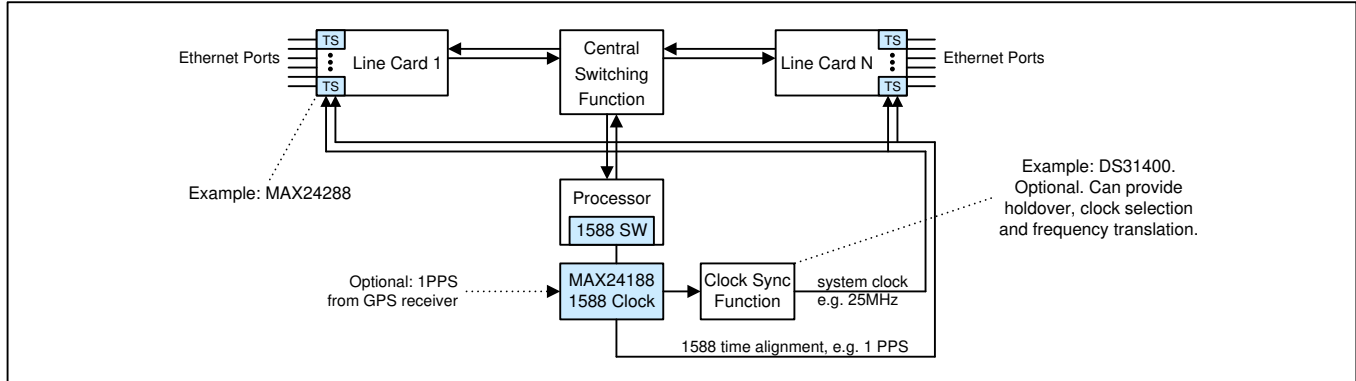 Ethernet Ports
TS
TS
Line Card 1
Central
Switching
Function
Line Card N
TS
TS
Ethernet Ports
Example: MAX24288
Processor
1588 SW
Example: DS31400.
Optional. Can provide
holdover, clock selection
and frequency translation.
Optional: 1PPS
from GPS receiver
MAX24188
1588 Clock
Clock Sync
Function
system clock
e.g. 25MHz
1588 time alignment, e.g. 1 PPS